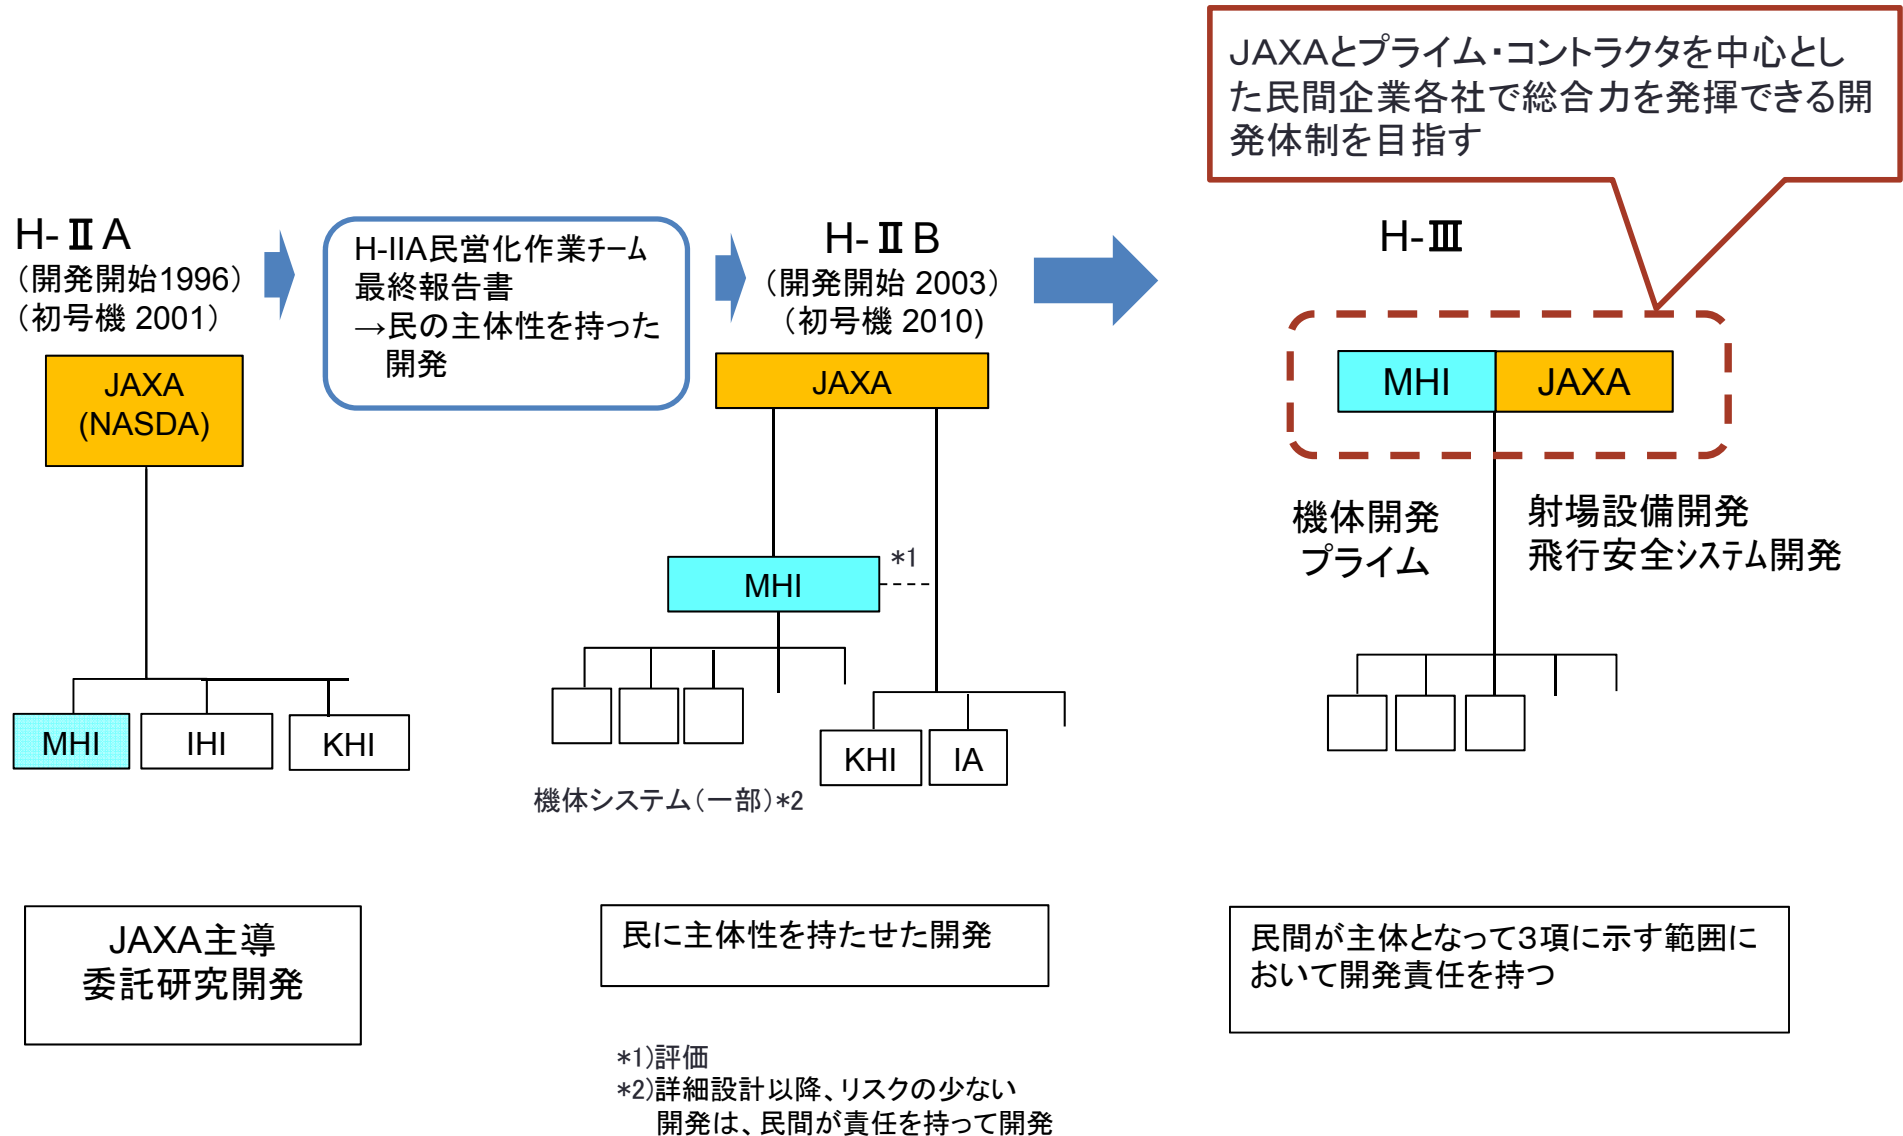 JAXAとプライム・コントラクタを中心とし
た民間企業各社で総合力を発揮できる開
発体制を目指す
H-ⅡA
（開発開始1996）
（初号機 2001）
H-IIA民営化作業ﾁｰﾑ
最終報告書
→民の主体性を持った
開発
H-ⅡB
（開発開始 2003）
（初号機 2010)
H-Ⅲ
JAXA
(NASDA)
MHI
IHI
KHI
JAXA
MHI
*1
KHI
IA
機体システム（一部）*2
MHI
JAXA
機体開発
プライム
射場設備開発
飛行安全ｼｽﾃﾑ開発
JAXA主導
委託研究開発
民に主体性を持たせた開発
民間が主体となって3項に示す範囲に
おいて開発責任を持つ
*1)評価
*2)詳細設計以降、リスクの少ない
開発は、民間が責任を持って開発